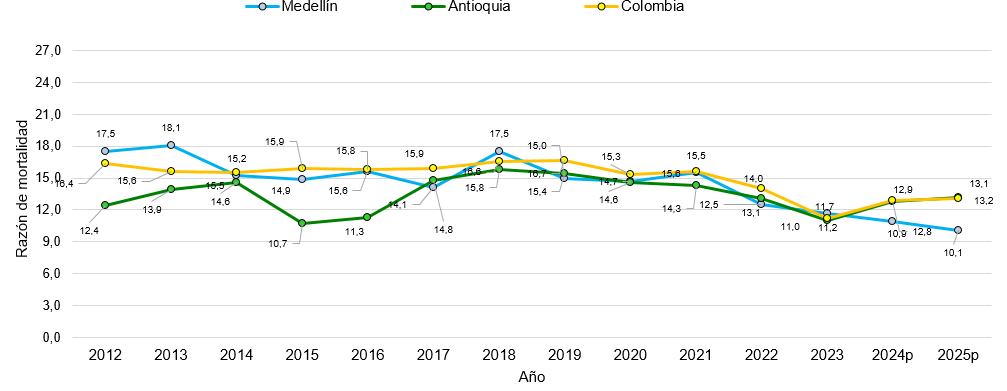 Medellín Antioquia Colombia
27,0
24,0
21,0
18,0
15,0
12,0
9,0
6,0
3,0
0,0
Razón de mortalidad
17,5 18,1 15,2 14,9 15,6 14,1 17,5 15,0 14,7 15,5 12,5 11,7 10,9 10,1
12,4 13,9 14,6 10,7 11,3 14,8 15,8 15,4 14,6 14,3 13,1 11,0 12,8 13,2
16,4 15,6 15,5 15,9 15,8 15,9 16,6 16,7 15,3 15,6 14,0 11,2 12,9 13,1
2012 2013 2014 2015 2016 2017 2018 2019 2020 2021 2022 2023 2024p 2025p
Año